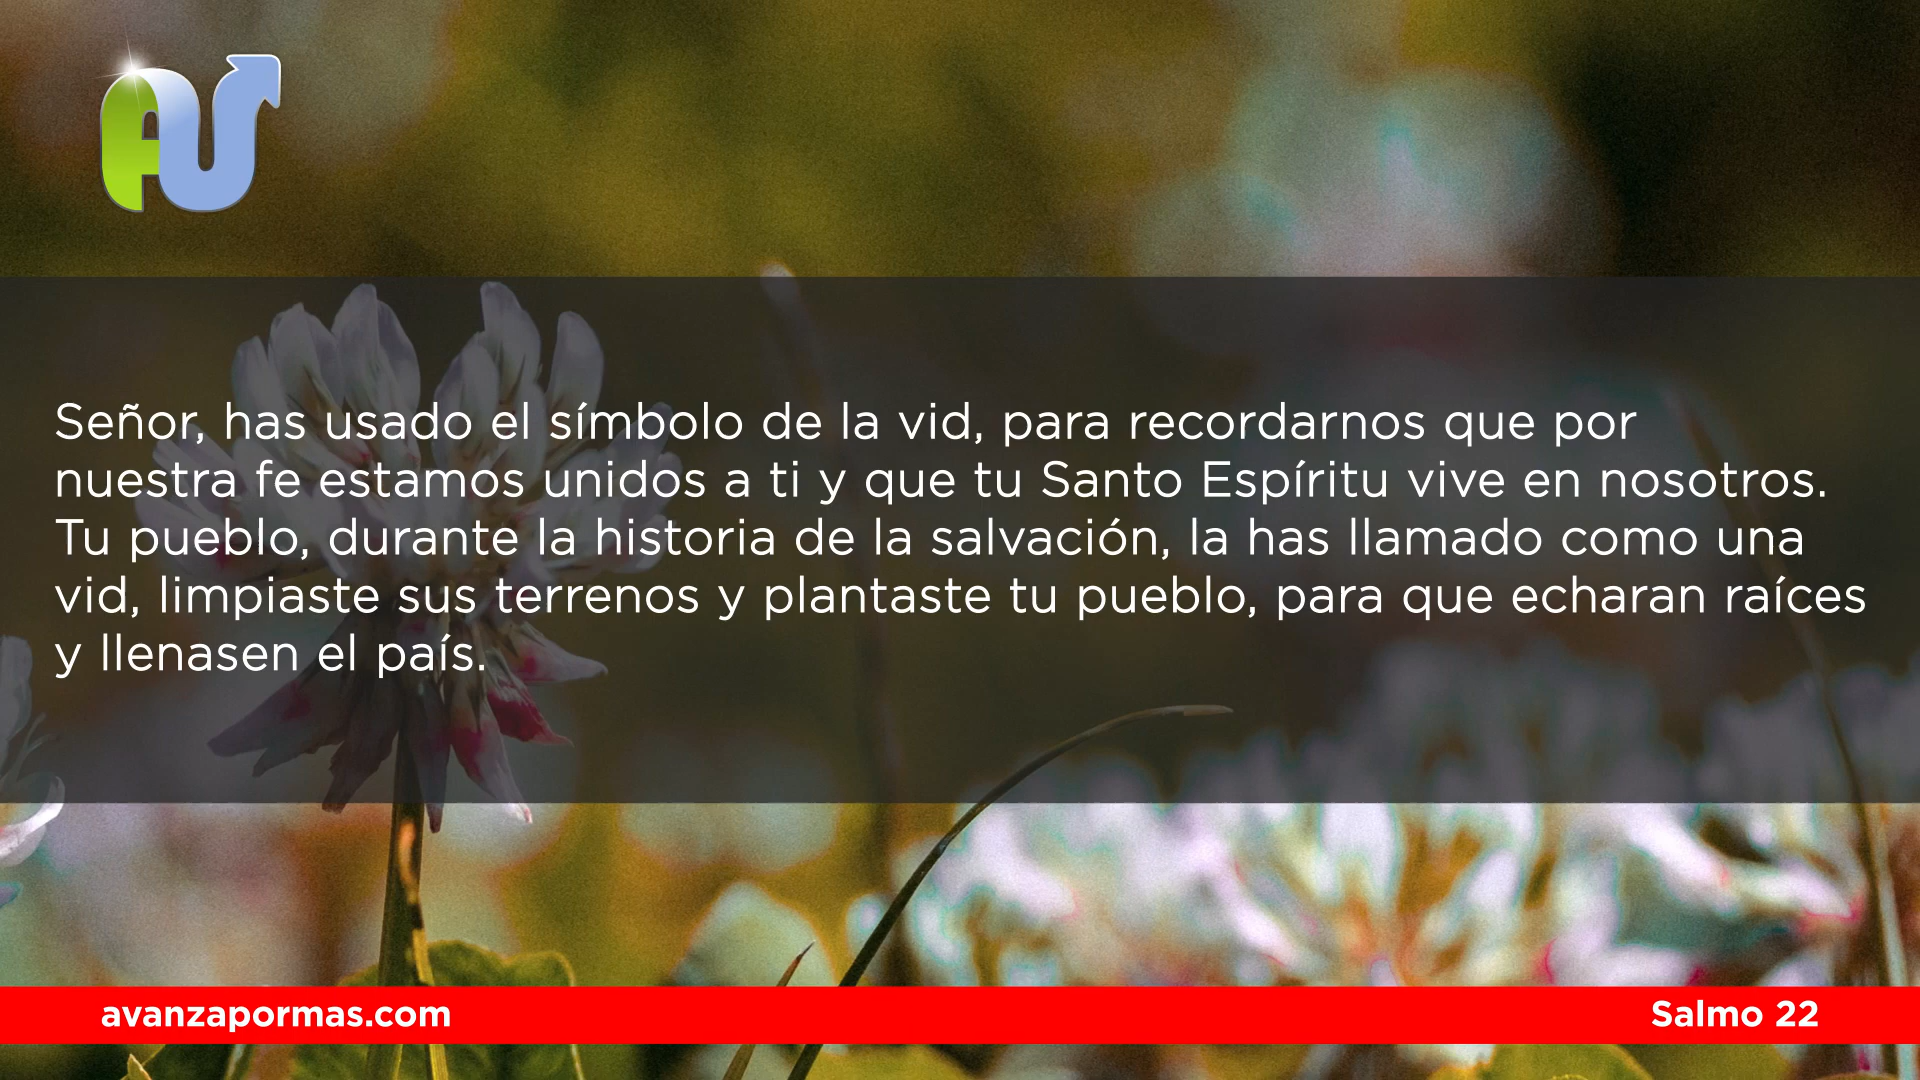 Señor, has usado el símbolo de la vid, para recordarnos que por
nuestra fe estamos unidos a ti y que tu Santo Espíritu vive en nosotros.
Tu pueblo, durante la historia de la salvación, la has llamado como una
vid, limpiaste sus terrenos y plantaste tu pueblo, para que echaran raíces
y llenasen el país.
avanzapormas.com
Salmo 22